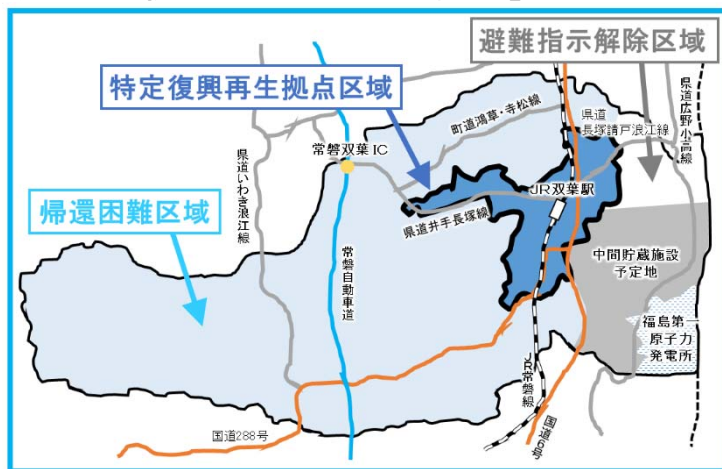 避難指示解除区域
特定復興再生拠点区域
帰還困難区域
県道いわき浪江線
常磐双葉IC
町道鴻草・寺松線
県道
長塚請戸浪江線
県道広野小高線
JR双葉駅
県道井手長塚線
常磐自動車道
中間貯蔵施設
予定地
福島第一
原子力
発電所
JR常磐線
国道6号
国道288号